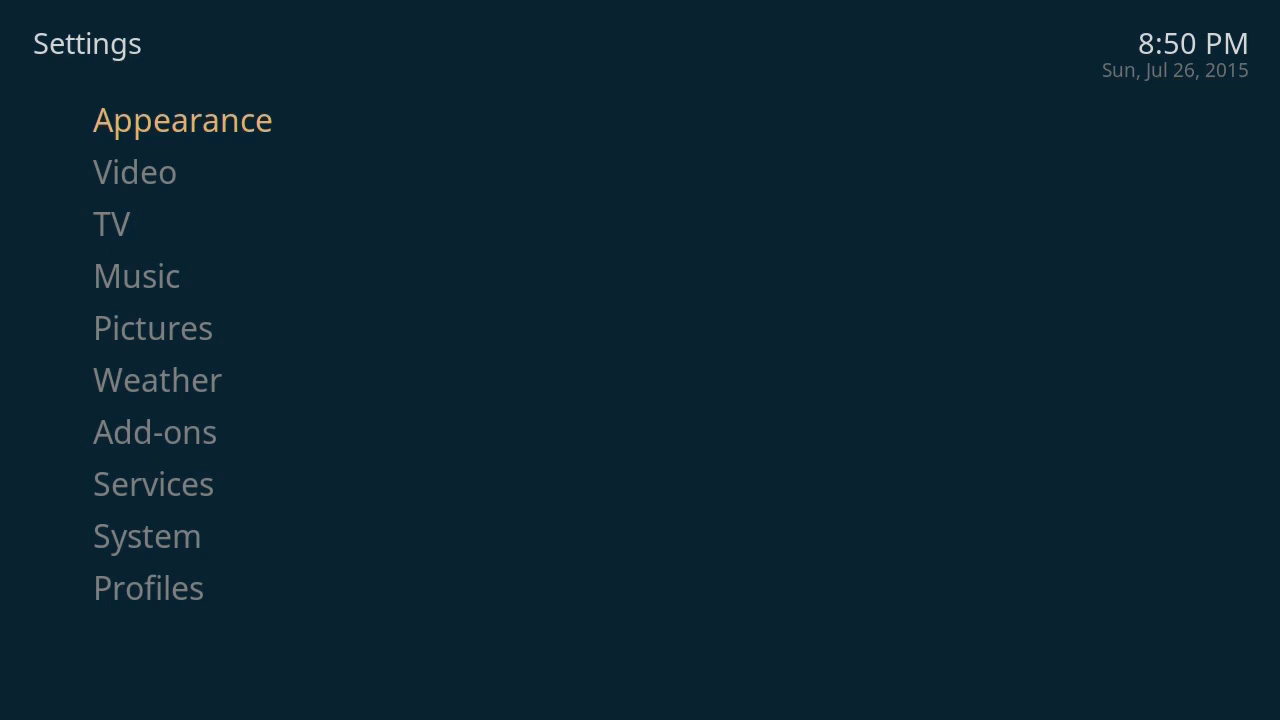 Settings
8:50 PM
Sun, Jul 26, 2015
Appearance
Video
TV
Music
Pictures
Weather
Add-ons
Services
System
Profiles